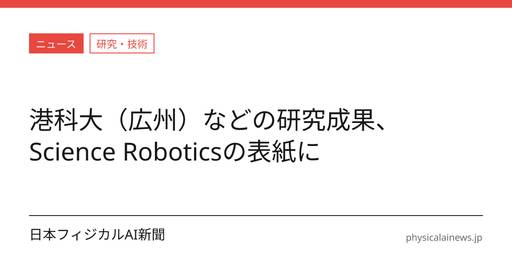 ニュース
研究・技術
港科大（広州）などの研究成果、
Science Roboticsの表紙に
日本フィジカルAI新聞
physicalainews.jp